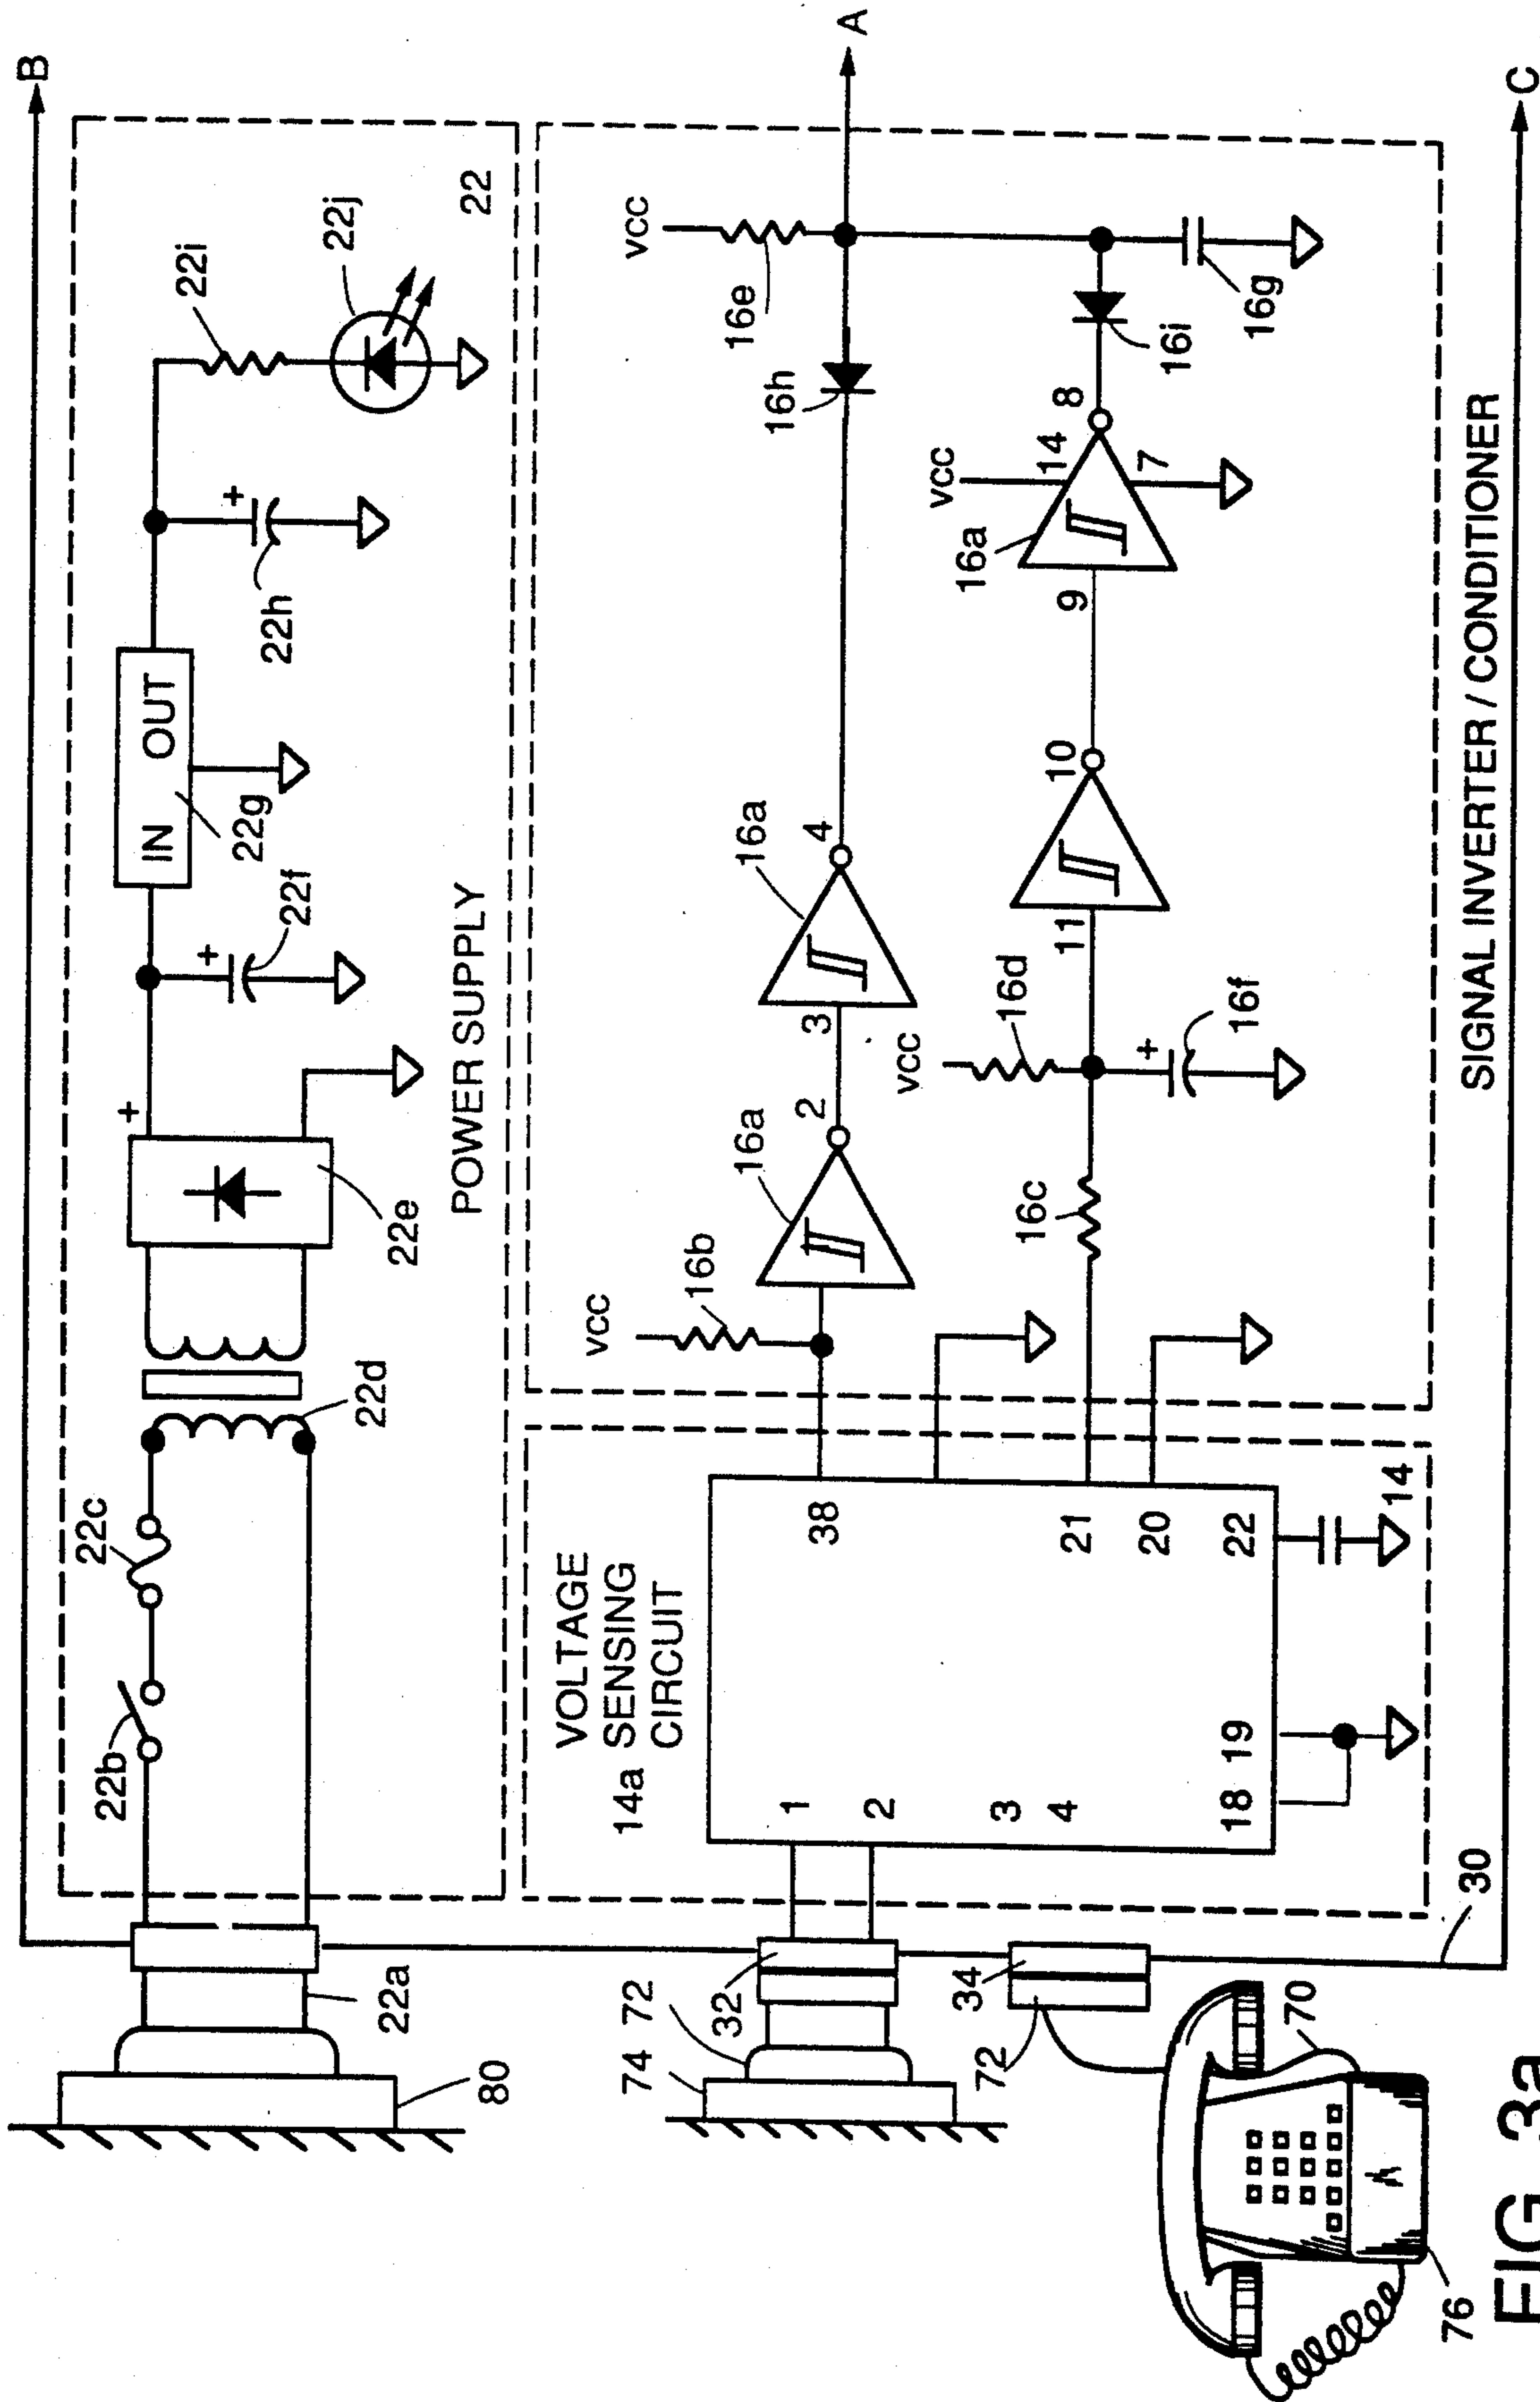 B
22b
22c
22d
22e
+
+
22f
IN OUT
22g
+
22h
22i
22j
22
POWER SUPPLY
80
22a
VOLTAGE
14a SENSING
CIRCUIT
1
2
3
4
18 19
38
21
20
22
14
74
72
32
34
72
30
70
76
vcc
16b
16a
2
3
16a
4
16h
vcc
16e
A
16c
vcc
16d
+
16f
11
10
9
16a
vcc
14
7
8
16i
16g
SIGNAL INVERTER / CONDITIONER
C
FIG. 3a